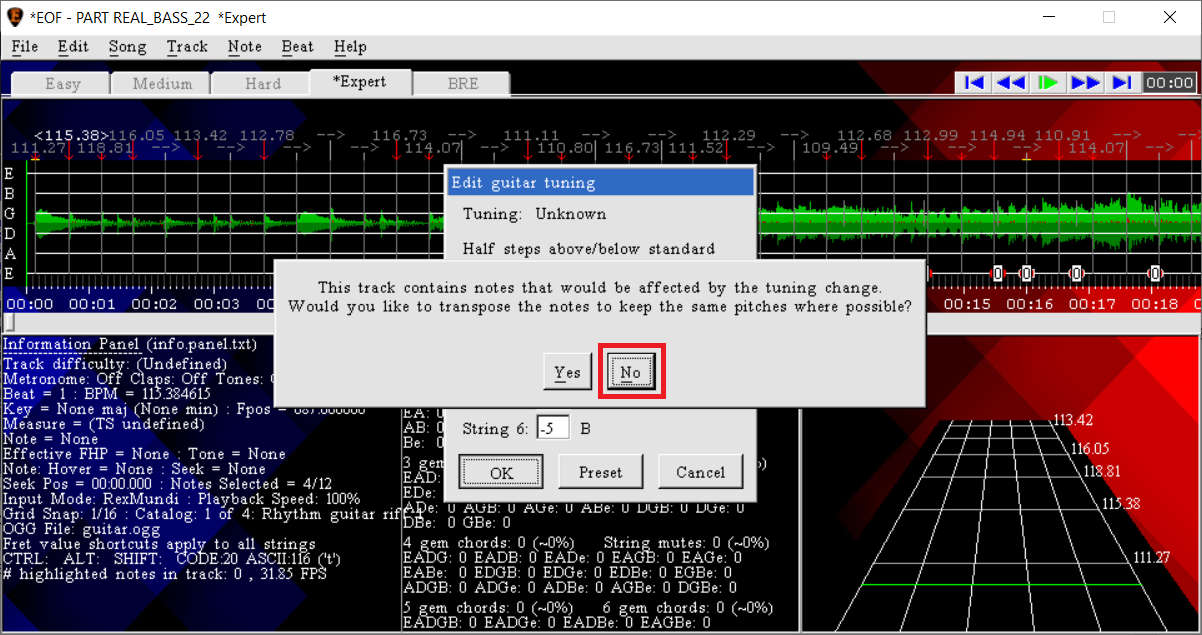 *EOF - PART REAL_BASS_22 *Expert
File Edit Song Track Note Beat Help
Easy Medium Hard *Expert BRE 00:00
<115.38>116.05 113.42 112.78 --> 116.73 --> 111.11 --> 112.29 --> 112.68 112.99 114.94 110.91 -->
111.27 118.81 --> --> --> --> 114.07 --> 110.80 116.73 111.52 --> 109.49 --> --> --> 114.07 -->
E
B
G
D
A
E
0 0 0 0
00:00 00:01 00:02 00:03 00:15 00:16 00:17 00:18
Edit guitar tuning
Tuning: Unknown
Half steps above/below standard
This track contains notes that would be affected by the tuning change.
Would you like to transpose the notes to keep the same pitches where possible?
Yes No
String 6: -5 B
OK Preset Cancel
Information Panel (info.panel.txt)
Track difficulty: (Undefined)
Metronome: Off Claps: Off Tones:
Beat = 1 : BPM = 115.384615
Key = None maj (None min) : Fpos = 687.000000
Measure = (TS undefined)
Note = None
Effective FHP = None : Tone = None
Note: Hover = None : Seek = None
Seek Pos = 00:00.000 : Notes Selected = 4/12
Input Mode: RexMundi : Playback Speed: 100%
Grid Snap: 1/16 : Catalog: 1 of 4: Rhythm guitar riff
OGG File: guitar.ogg
Fret value shortcuts apply to all strings
CTRL: ALT: SHIFT: CODE:20 ASCII:116 ('t')
# highlighted notes in track: 0 , 31.85 FPS
EA: 0
AB: 0
Be: 0
3 gem
EAD:
EDe:
ADe: 0 AGB: 0 AGe: 0 ABe: 0 DGB: 0 DGe: 0
DBe: 0 GBe: 0
4 gem chords: 0 (~0%) String mutes: 0 (~0%)
EADG: 0 EADB: 0 EADe: 0 EAGB: 0 EAGe: 0
EABe: 0 EDGB: 0 EDGe: 0 EDBe: 0 EGBe: 0
ADGB: 0 ADGe: 0 ADBe: 0 AGBe: 0 DGBe: 0
5 gem chords: 0 (~0%) 6 gem chords: 0 (~0%)
EADGB: 0 EADGe: 0 EADBe: 0 EAGBe: 0
113.42
116.05
118.81
115.38
111.27